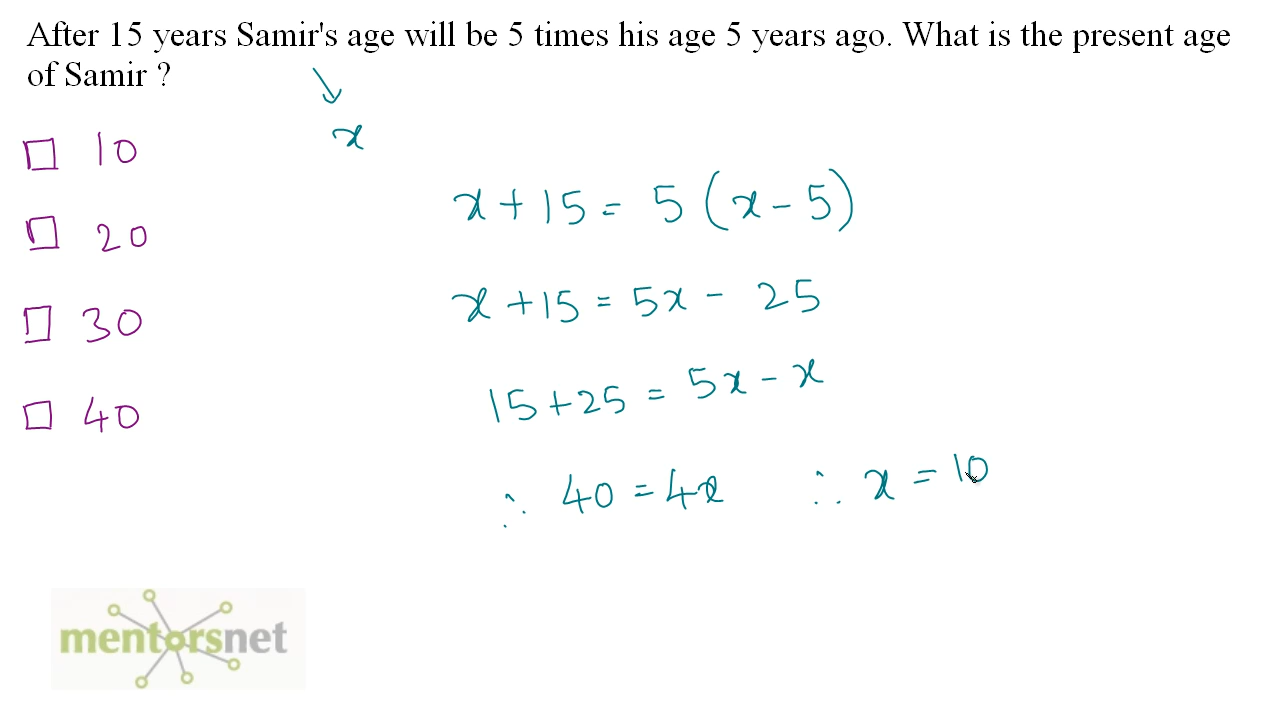 After 15 years Samir's age will be 5 times his age 5 years ago. What is the present age
of Samir ?
x
10
x + 15 = 5 (x - 5)
20
x + 15 = 5x - 25
30
15 + 25 = 5x - x
40
∴ 40 = 4x ∴ x = 10
mentorsnet